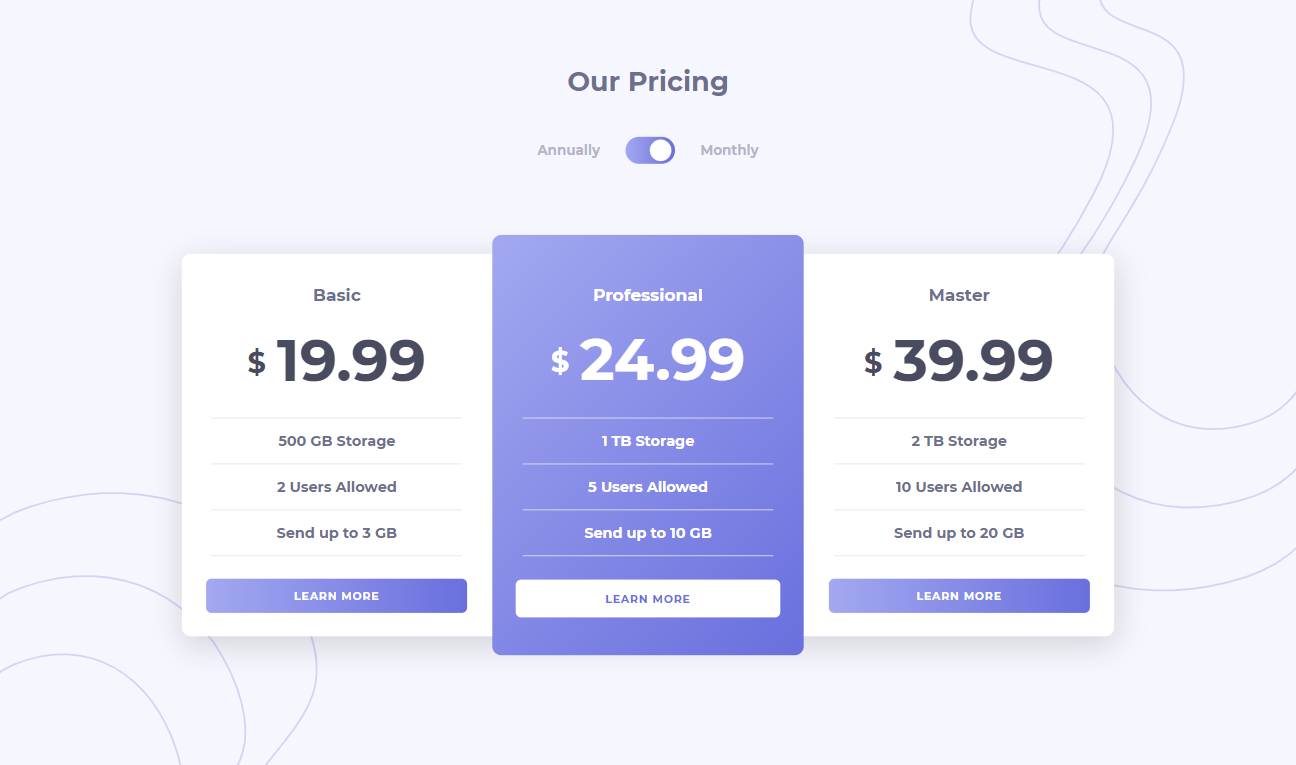 Our Pricing
Annually Monthly
Basic
$ 19.99
500 GB Storage
2 Users Allowed
Send up to 3 GB
LEARN MORE
Professional
$ 24.99
1 TB Storage
5 Users Allowed
Send up to 10 GB
LEARN MORE
Master
$ 39.99
2 TB Storage
10 Users Allowed
Send up to 20 GB
LEARN MORE